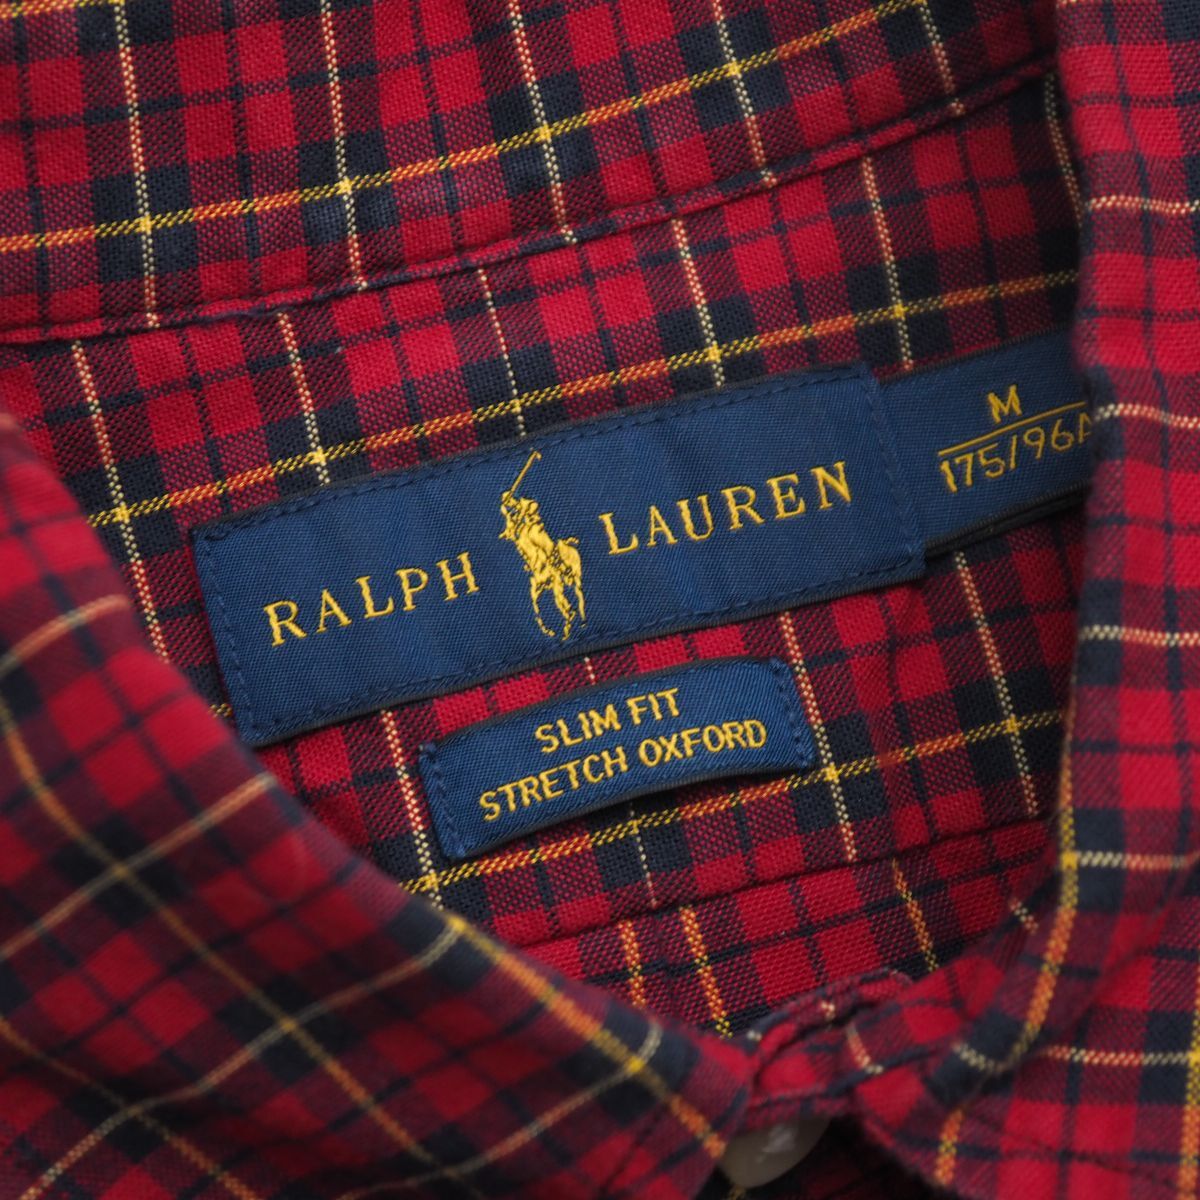 RALPH LAUREN
M
175/96A
SLIM FIT
STRETCH OXFORD